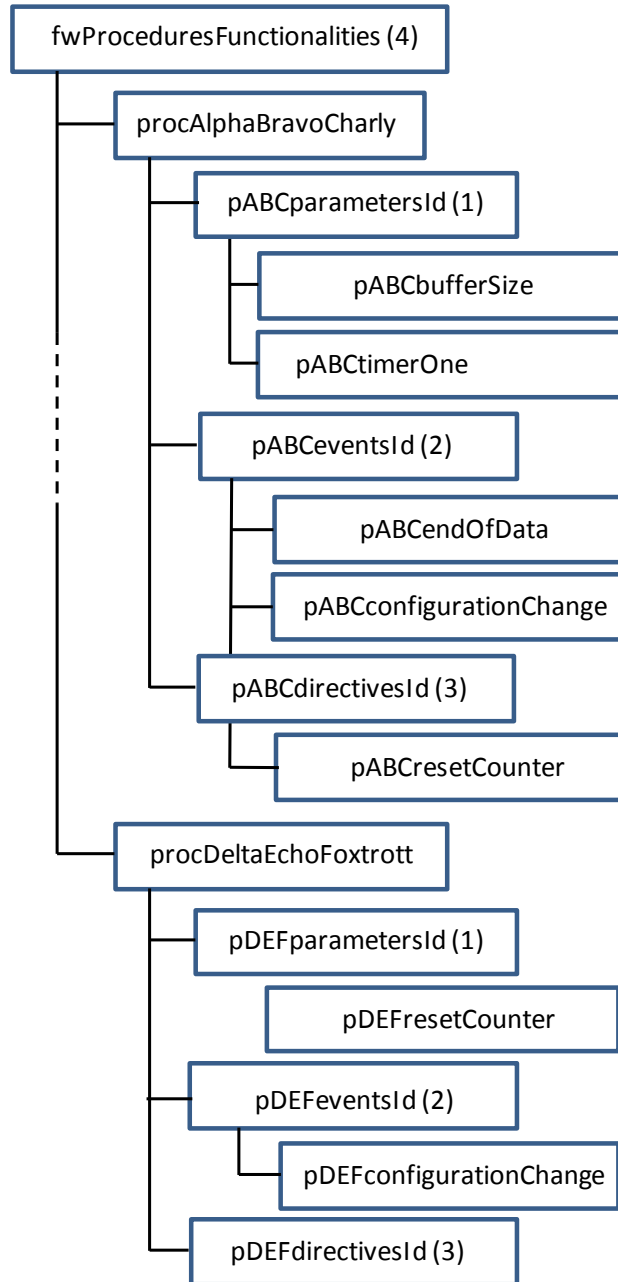 fwProceduresFunctionalities (4)
procAlphaBravoCharly
pABCparametersId (1)
pABCbufferSize
pABCtimerOne
pABCeventsId (2)
pABCendOfData
pABCconfigurationChange
pABCdirectivesId (3)
pABCresetCounter
procDeltaEchoFoxtrott
pDEFparametersId (1)
pDEFresetCounter
pDEFeventsId (2)
pDEFconfigurationChange
pDEFdirectivesId (3)